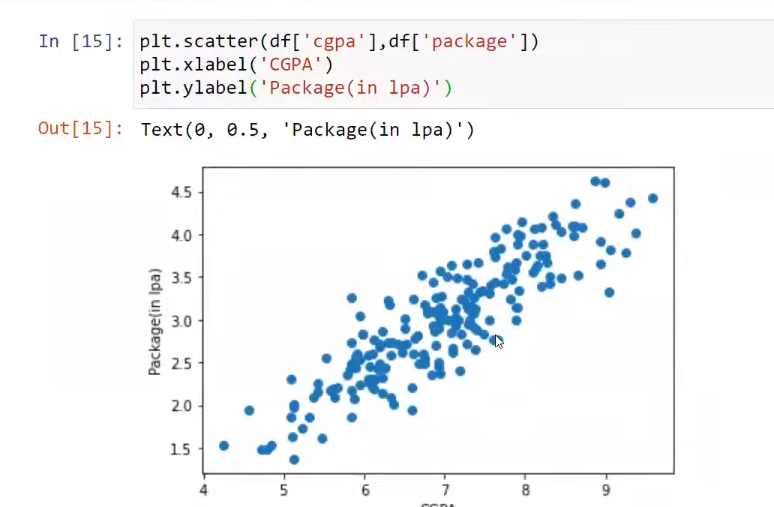 In [15]: plt.scatter(df['cgpa'],df['package'])
plt.xlabel('CGPA')
plt.ylabel('Package(in lpa)')
Out[15]: Text(0, 0.5, 'Package(in lpa)')
4.5
4.0
3.5
3.0
2.5
2.0
1.5
Package(in lpa)
4 5 6 7 8 9
CGPA